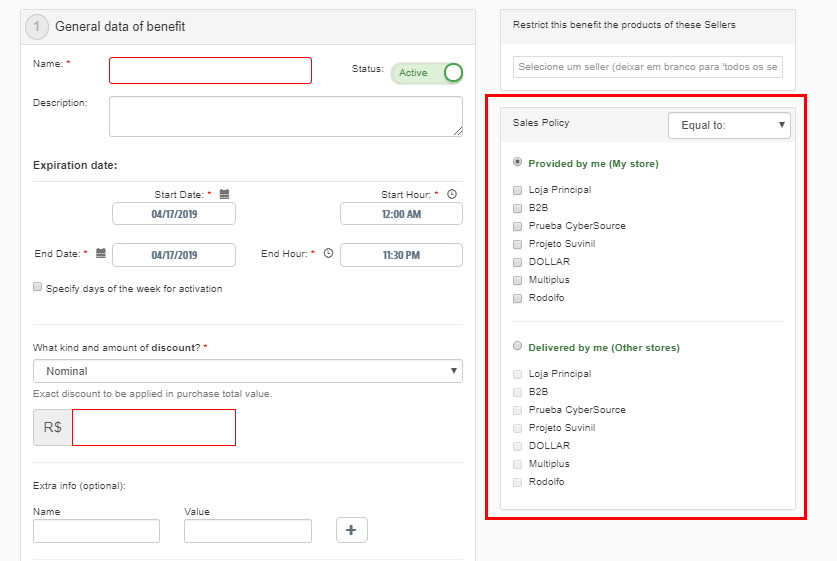 1 General data of benefit
Name: *
Status: Active
Description:
Expiration date:
Start Date: *
Start Hour: *
04/17/2019
12:00 AM
End Date: *
04/17/2019
End Hour: *
11:30 PM
Specify days of the week for activation
What kind and amount of discount? *
Nominal
Exact discount to be applied in purchase total value.
R$
Extra info (optional):
Name
Value
+
Restrict this benefit the products of these Sellers
Selecione um seller (deixar em branco para 'todos os se
Sales Policy
Equal to:
Provided by me (My store)
Loja Principal
B2B
Prueba CyberSource
Projeto Suvinil
DOLLAR
Multiplus
Rodolfo
Delivered by me (Other stores)
Loja Principal
B2B
Prueba CyberSource
Projeto Suvinil
DOLLAR
Multiplus
Rodolfo